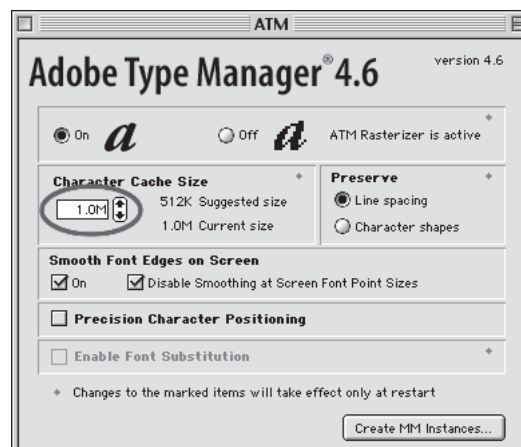 ATM
Adobe Type Manager® 4.6
version 4.6
On a Off a ATM Rasterizer is active
Character Cache Size
1.0M
512K Suggested size
1.0M Current size
Preserve
Line spacing
Character shapes
Smooth Font Edges on Screen
On Disable Smoothing at Screen Font Point Sizes
Precision Character Positioning
Enable Font Substitution
Changes to the marked items will take effect only at restart
Create MM Instances...